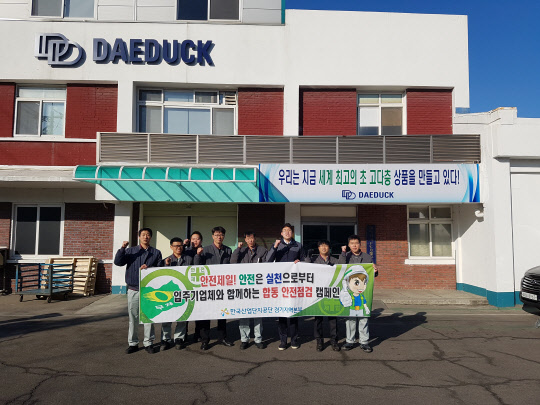 DAEDUCK
우리는 지금 세계 최고의 초 고다층 상품을 만들고 있다!
DAEDUCK
안전제일! 안전은 실천으로부터
입주기업체와 함께하는 합동 안전점검 캠페인
한국산업단지공단 경기지역본부